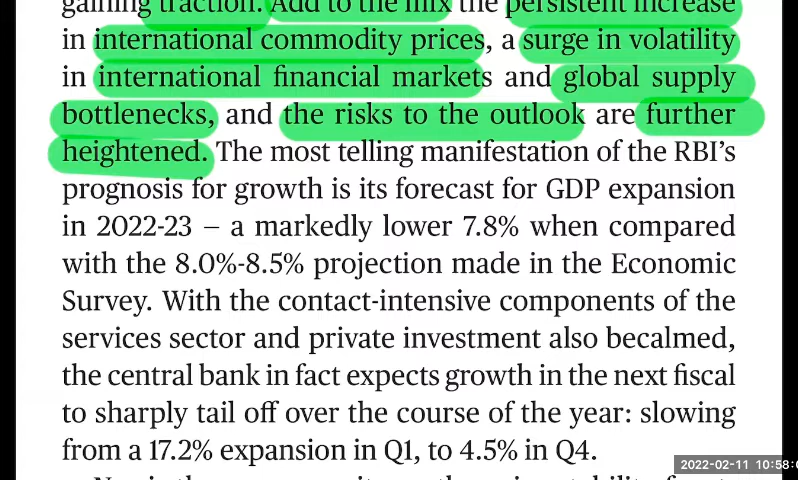 gaining traction. Add to the mix the persistent increase
in international commodity prices, a surge in volatility
in international financial markets and global supply
bottlenecks, and the risks to the outlook are further
heightened. The most telling manifestation of the RBI’s
prognosis for growth is its forecast for GDP expansion
in 2022-23 – a markedly lower 7.8% when compared
with the 8.0%-8.5% projection made in the Economic
Survey. With the contact-intensive components of the
services sector and private investment also becalmed,
the central bank in fact expects growth in the next fiscal
to sharply tail off over the course of the year: slowing
from a 17.2% expansion in Q1, to 4.5% in Q4.
2022-02-11 10:58: